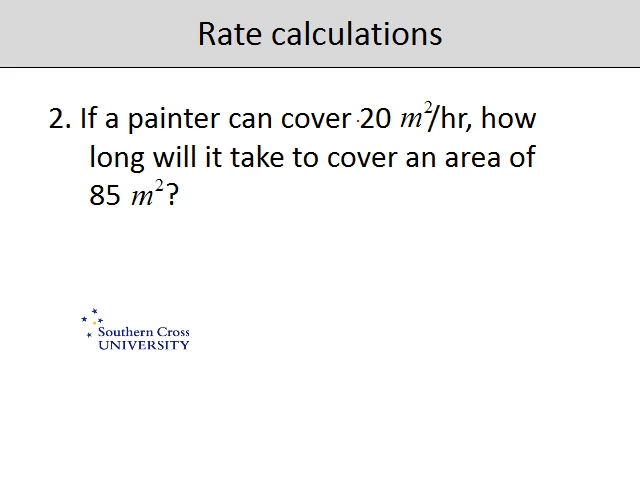 Rate calculations
2. If a painter can cover 20 m²/hr, how
long will it take to cover an area of
85 m²?
Southern Cross
UNIVERSITY